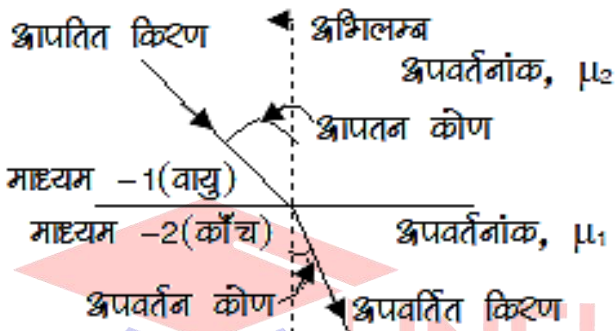 अभिलम्ब
आपतित किरण
अपवर्तनांक, μ₂
आपतन कोण
माध्यम -1(वायु)
माध्यम -2(काँच)
अपवर्तनांक, μ₁
अपवर्तन कोण
अपवर्तित किरण